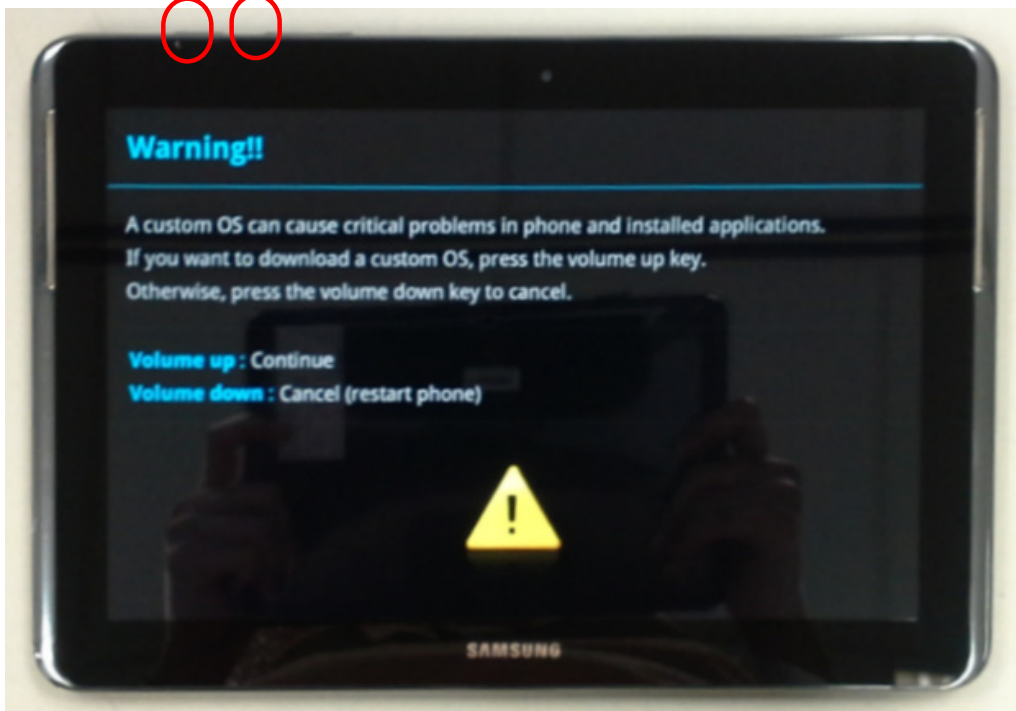 Warning!!
A custom OS can cause critical problems in phone and installed applications.
If you want to download a custom OS, press the volume up key.
Otherwise, press the volume down key to cancel.
Volume up : Continue
Volume down : Cancel (restart phone)
!
SAMSUNG